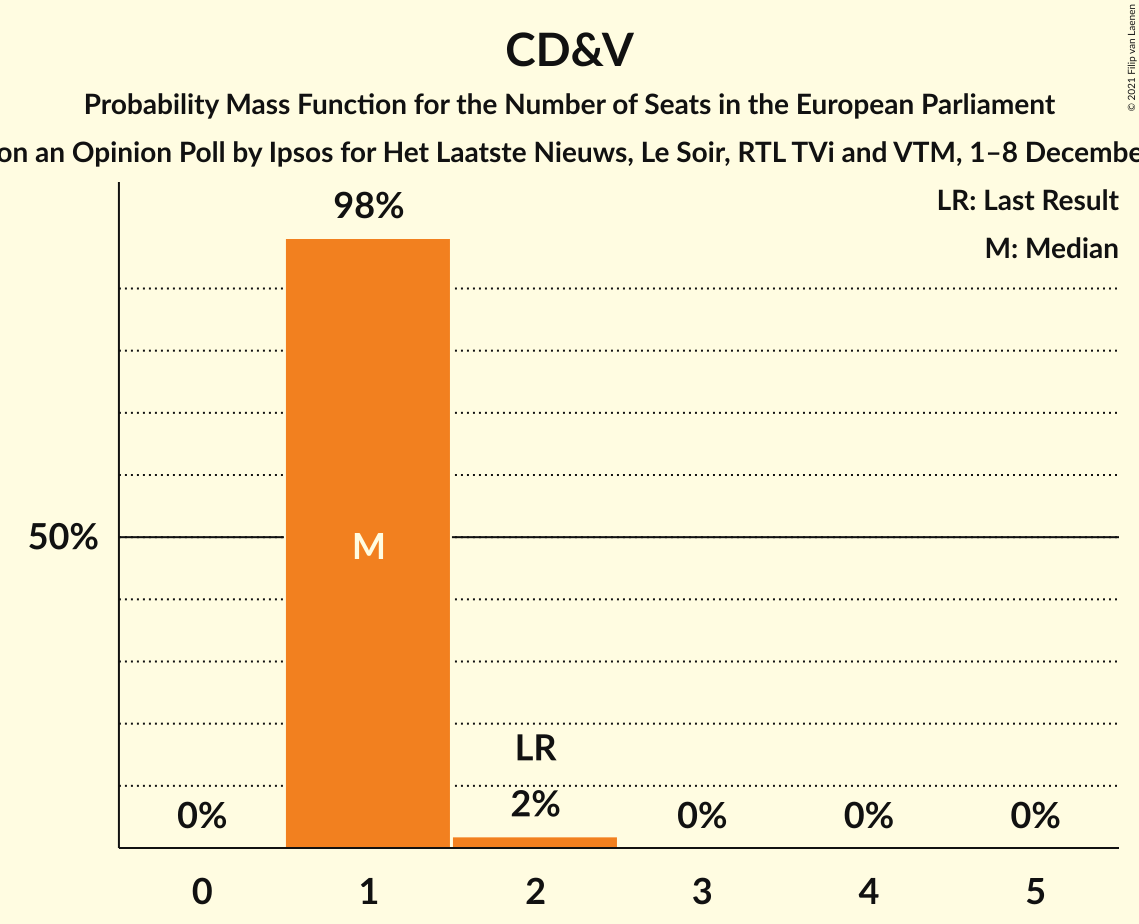 CD&V
Probability Mass Function for the Number of Seats in the European Parliament
on an Opinion Poll by Ipsos for Het Laatste Nieuws, Le Soir, RTL TVi and VTM, 1–8 Decembe
© 2021 Filip van Laenen
LR: Last Result
M: Median
98%
50%
M
LR
0%
2%
0%
0%
0%
0
1
2
3
4
5